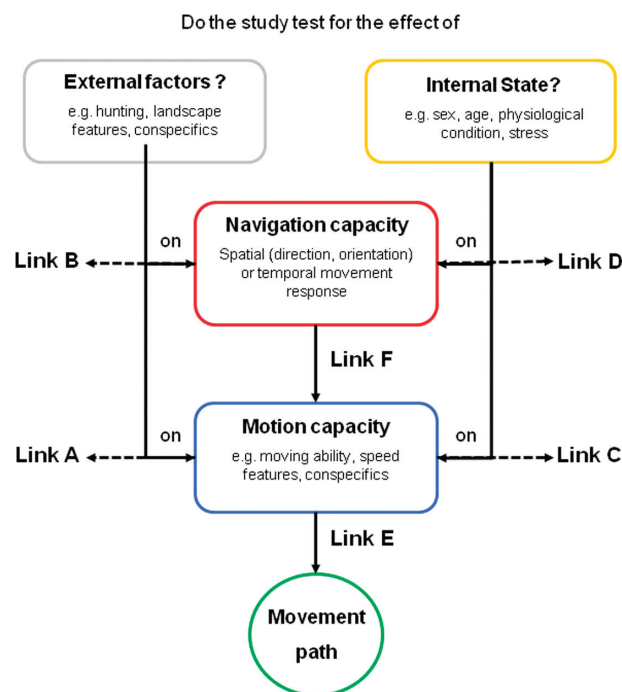 Do the study test for the effect of
External factors ?
e.g. hunting, landscape
features, conspecifics
Internal State?
e.g. sex, age, physiological
condition, stress
Navigation capacity
Spatial (direction, orientation)
or temporal movement
response
on
on
Link B
Link D
Link F
Motion capacity
e.g. moving ability, speed
features, conspecifics
on
on
Link A
Link C
Link E
Movement
path